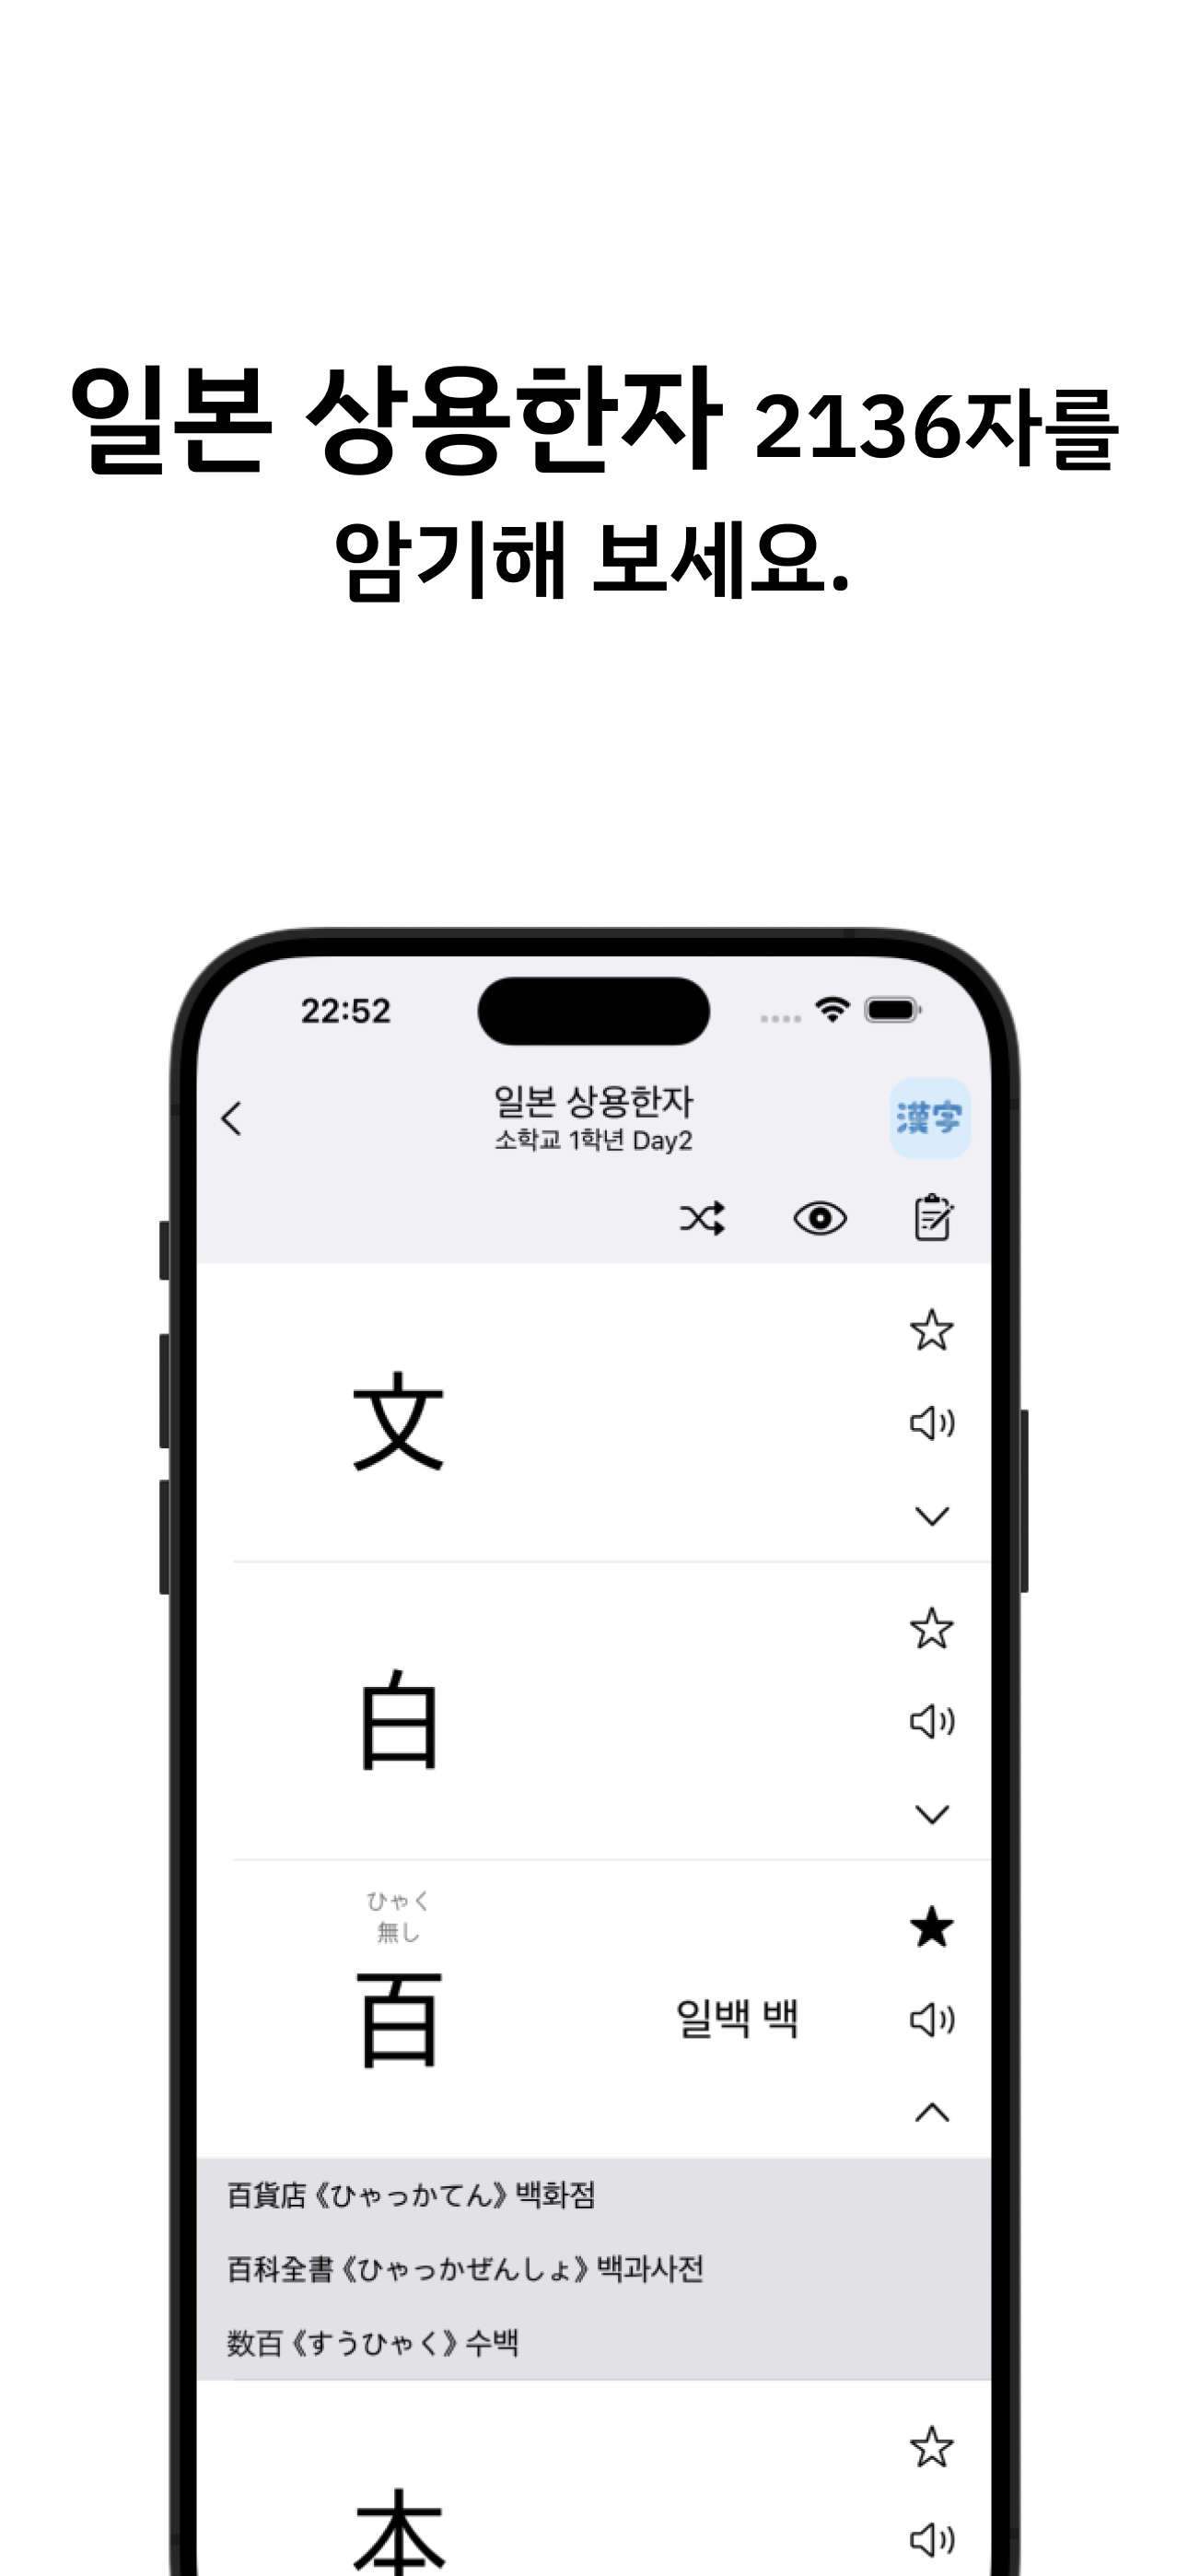 일본 상용한자 2136자를
암기해 보세요.
22:52
일본 상용한자
소학교 1학년 Day2
漢字
文
白
ひゃく
無し
百
일백 백
百貨店《ひゃっかてん》백화점
百科全書《ひゃっかぜんしょ》백과사전
数百《すうひゃく》수백
本